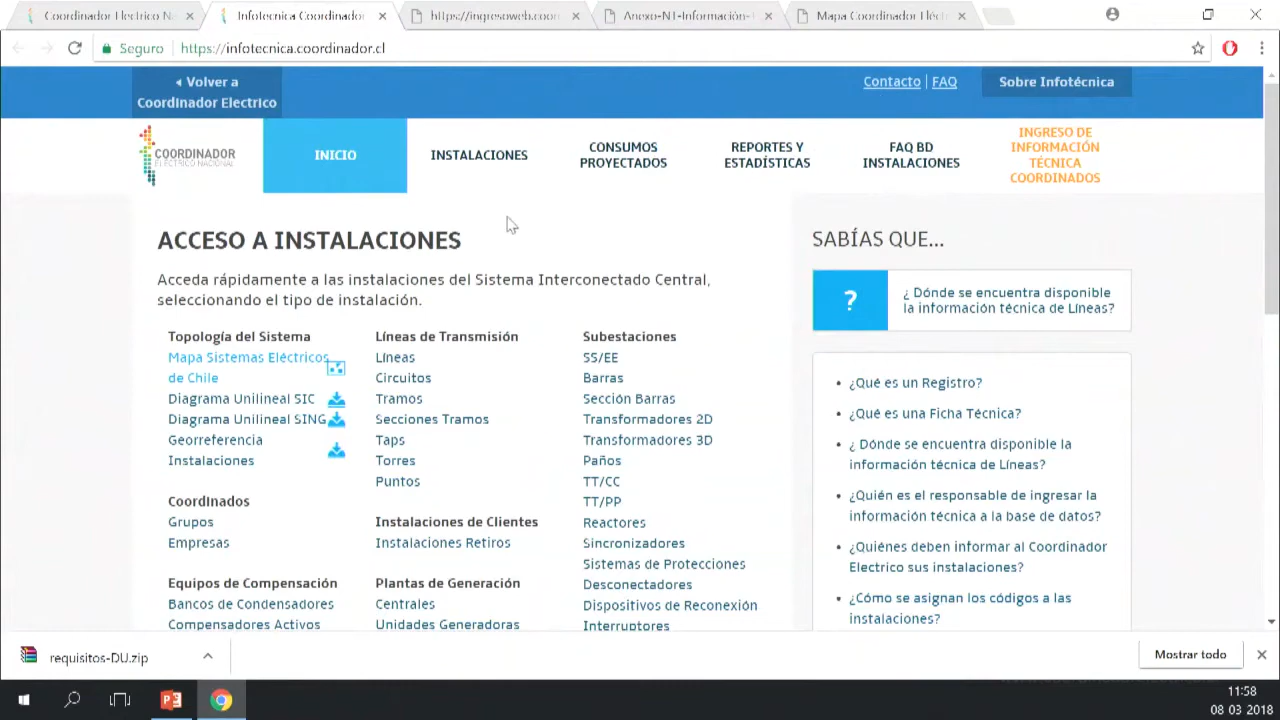 Coordinador Electrico Na
Infotecnica Coordinador
https://ingresoweb.coor
Anexo-NT-Información-
Mapa Coordinador Eléct
Seguro
https://infotecnica.coordinador.cl
Volver a
Coordinador Electrico
Contacto | FAQ
Sobre Infotécnica
COORDINADOR
ELÉCTRICO NACIONAL
INICIO
INSTALACIONES
CONSUMOS
PROYECTADOS
REPORTES Y
ESTADÍSTICAS
FAQ BD
INSTALACIONES
INGRESO DE
INFORMACIÓN
TÉCNICA
COORDINADOS
ACCESO A INSTALACIONES
Acceda rápidamente a las instalaciones del Sistema Interconectado Central,
seleccionando el tipo de instalación.
Topología del Sistema
Mapa Sistemas Eléctricos
de Chile
Diagrama Unilineal SIC
Diagrama Unilineal SING
Georreferencia
Instalaciones
Coordinados
Grupos
Empresas
Equipos de Compensación
Bancos de Condensadores
Compensadores Activos
Líneas de Transmisión
Líneas
Circuitos
Tramos
Secciones Tramos
Taps
Torres
Puntos
Instalaciones de Clientes
Instalaciones Retiros
Plantas de Generación
Centrales
Unidades Generadoras
Subestaciones
SS/EE
Barras
Sección Barras
Transformadores 2D
Transformadores 3D
Paños
TT/CC
TT/PP
Reactores
Sincronizadores
Sistemas de Protecciones
Desconectadores
Dispositivos de Reconexión
Interruptores
SABÍAS QUE...
?
¿ Dónde se encuentra disponible
la información técnica de Líneas?
¿Qué es un Registro?
¿Qué es una Ficha Técnica?
¿ Dónde se encuentra disponible la
información técnica de Líneas?
¿Quién es el responsable de ingresar la
información técnica a la base de datos?
¿Quiénes deben informar al Coordinador
Electrico sus instalaciones?
¿Cómo se asignan los códigos a las
instalaciones?
requisitos-DU.zip
Mostrar todo
11:58
08-03-2018